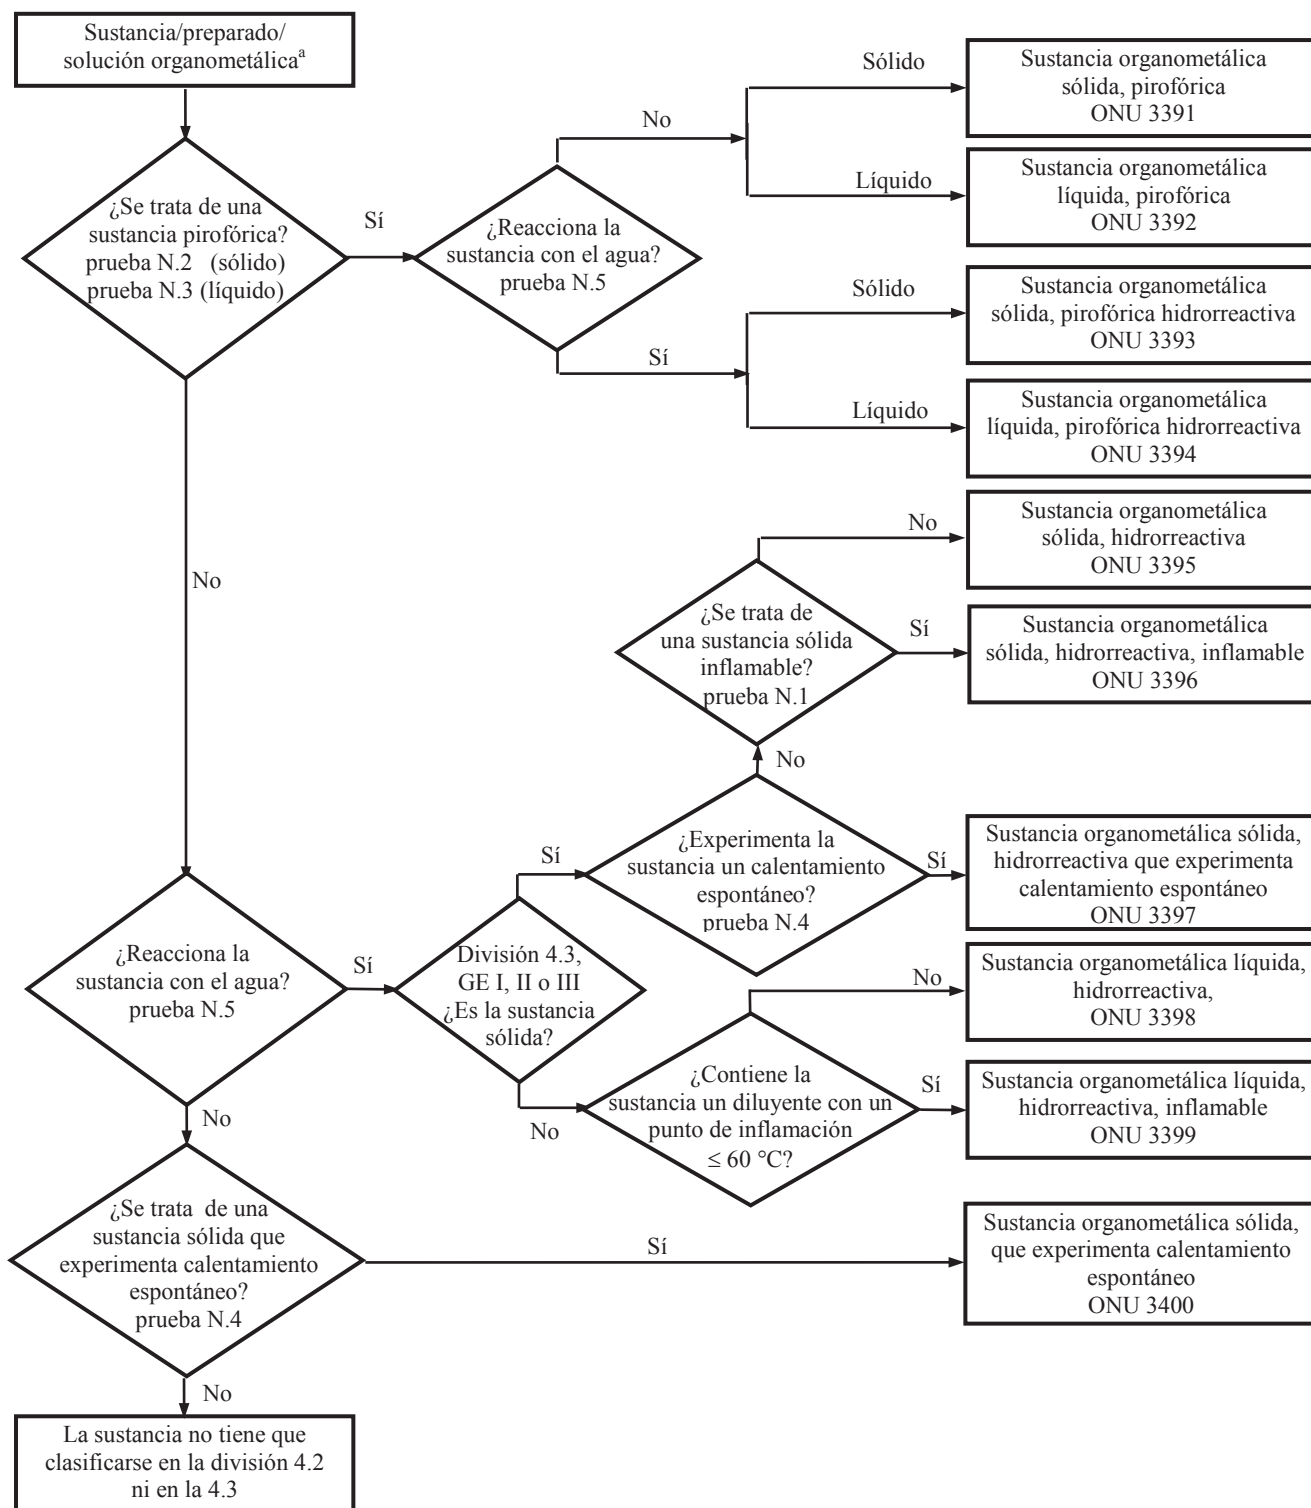 Sustancia/preparado/
solución organometálicaª
¿Se trata de una
sustancia pirofórica?
prueba N.2 (sólido)
prueba N.3 (líquido)
Sí
¿Reacciona la
sustancia con el agua?
prueba N.5
No
Sólido
Sustancia organometálica
sólida, pirofórica
ONU 3391
Líquido
Sustancia organometálica
líquida, pirofórica
ONU 3392
Sí
Sólido
Sustancia organometálica
sólida, pirofórica hidrorreactiva
ONU 3393
Líquido
Sustancia organometálica
líquida, pirofórica hidrorreactiva
ONU 3394
No
No
Sustancia organometálica
sólida, hidrorreactiva
ONU 3395
¿Se trata de
una sustancia sólida
inflamable?
prueba N.1
Sí
Sustancia organometálica
sólida, hidrorreactiva, inflamable
ONU 3396
No
¿Experimenta la
sustancia un calentamiento
espontáneo?
prueba N.4
Sí
Sustancia organometálica sólida,
hidrorreactiva que experimenta
calentamiento espontáneo
ONU 3397
Sí
¿Reacciona la
sustancia con el agua?
prueba N.5
Sí
División 4.3,
GE I, II o III
¿Es la sustancia
sólida?
No
Sustancia organometálica líquida,
hidrorreactiva,
ONU 3398
No
¿Contiene la
sustancia un diluyente con un
punto de inflamación
≤ 60 °C?
Sí
Sustancia organometálica líquida,
hidrorreactiva, inflamable
ONU 3399
No
¿Se trata de una
sustancia sólida que
experimenta calentamiento
espontáneo?
prueba N.4
Sí
Sustancia organometálica sólida,
que experimenta calentamiento
espontáneo
ONU 3400
No
La sustancia no tiene que
clasificarse en la división 4.2
ni en la 4.3